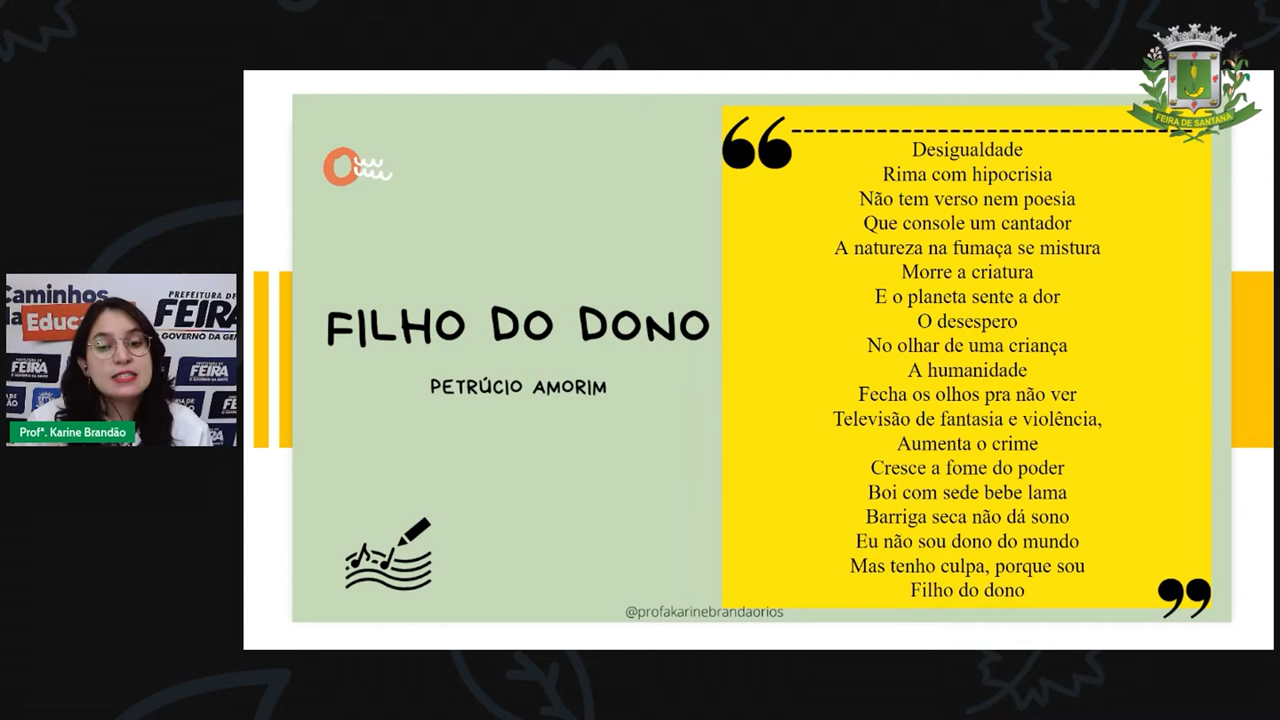 FEIRA DE SANTANA
Desigualdade
Rima com hipocrisia
Não tem verso nem poesia
Que console um cantador
A natureza na fumaça se mistura
Morre a criatura
E o planeta sente a dor
O desespero
No olhar de uma criança
A humanidade
Fecha os olhos pra não ver
Televisão de fantasia e violência,
Aumenta o crime
Cresce a fome do poder
Boi com sede bebe lama
Barriga seca não dá sono
Eu não sou dono do mundo
Mas tenho culpa, porque sou
Filho do dono
FILHO DO DONO
PETRÚCIO AMORIM
@profakarinebrandaorios
Caminhos
da
Educa
PREFEITURA DE
FEIRA
GOVERNO DA GEN
FEIRA
FEIRA
Profª. Karine Brandão